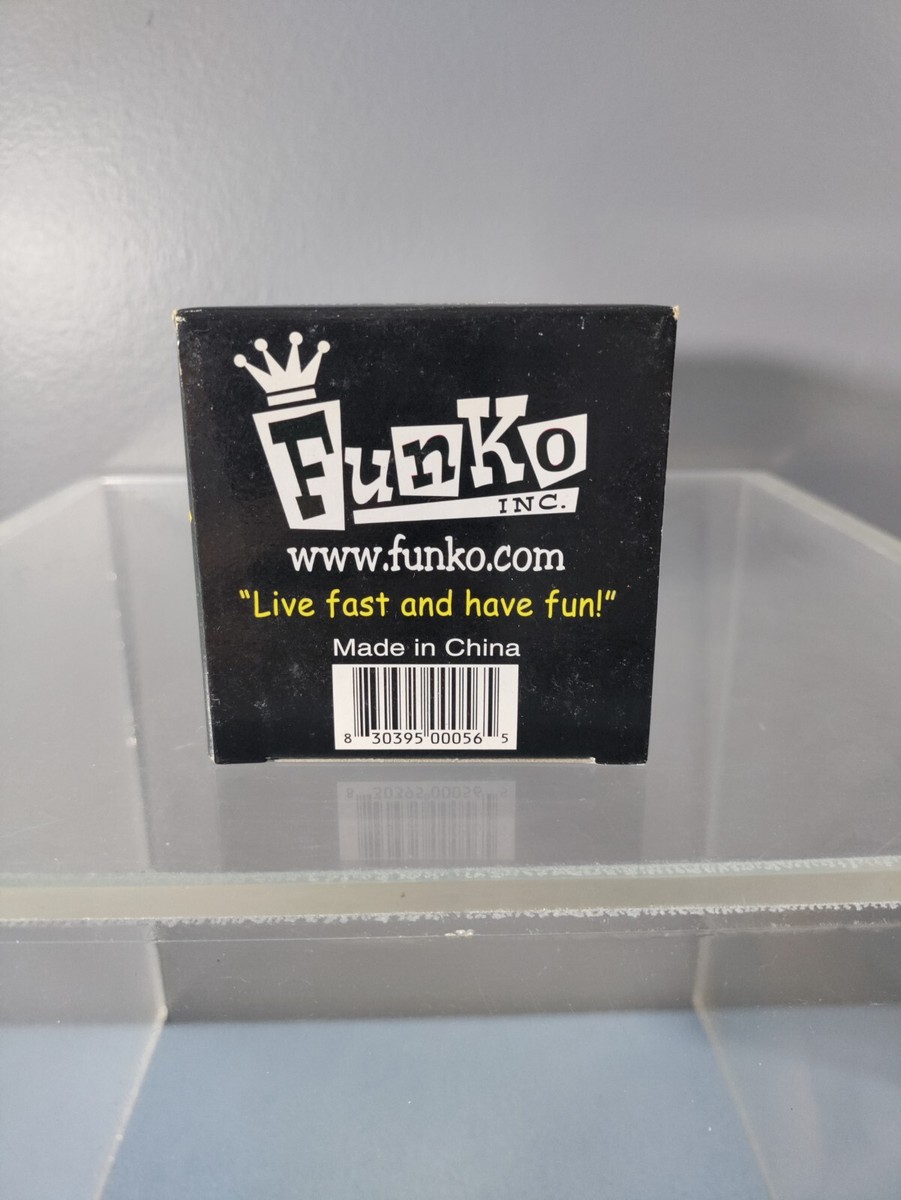 Funko
INC.
www.funko.com
“Live fast and have fun!”
Made in China
8 30395 00056 5